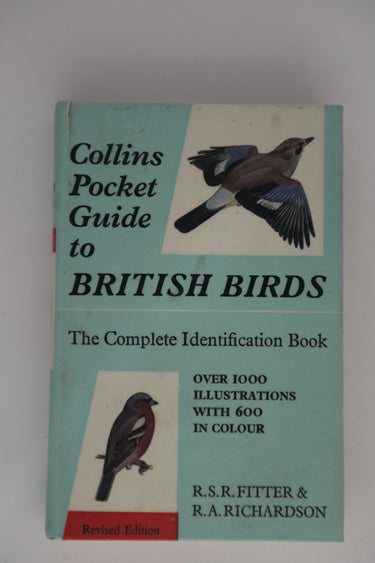 Collins
Pocket
Guide
to
BRITISH BIRDS
The Complete Identification Book
OVER 1000
ILLUSTRATIONS
WITH 600
IN COLOUR
R.S.R.FITTER &
R.A.RICHARDSON
Revised Edition